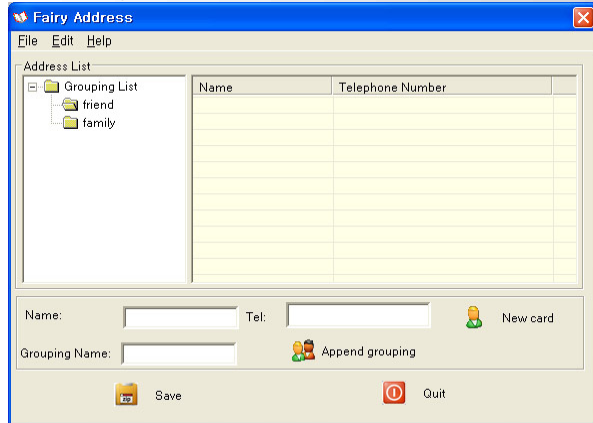 Fairy Address
File Edit Help
Address List
Grouping List
friend
family
Name Telephone Number
Name: Tel: New card
Grouping Name: Append grouping
zip Save Quit